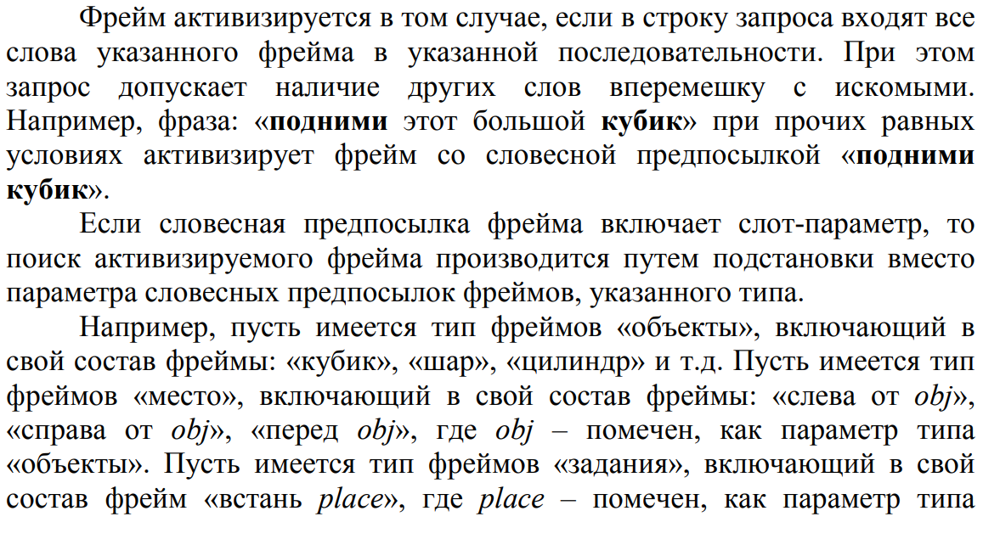 Фрейм активизируется в том случае, если в строку запроса входят все
слова указанного фрейма в указанной последовательности. При этом
запрос допускает наличие других слов вперемешку с искомыми.
Например, фраза: «подними этот большой кубик» при прочих равных
условиях активизирует фрейм со словесной предпосылкой «подними
кубик».
Если словесная предпосылка фрейма включает слот-параметр, то
поиск активизируемого фрейма производится путем подстановки вместо
параметра словесных предпосылок фреймов, указанного типа.
Например, пусть имеется тип фреймов «объекты», включающий в
свой состав фреймы: «кубик», «шар», «цилиндр» и т.д. Пусть имеется тип
фреймов «место», включающий в свой состав фреймы: «слева от obj»,
«справа от obj», «перед obj», где obj – помечен, как параметр типа
«объекты». Пусть имеется тип фреймов «задания», включающий в свой
состав фрейм «встань place», где place – помечен, как параметр типа